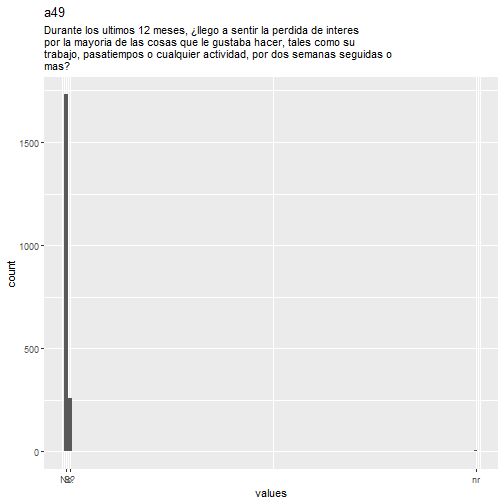 a49
Durante los ultimos 12 meses, ¿llego a sentir la perdida de interes
por la mayoria de las cosas que le gustaba hacer, tales como su
trabajo, pasatiempos o cualquier actividad, por dos semanas seguidas o
mas?
1500
1000
500
0
count
nr
values